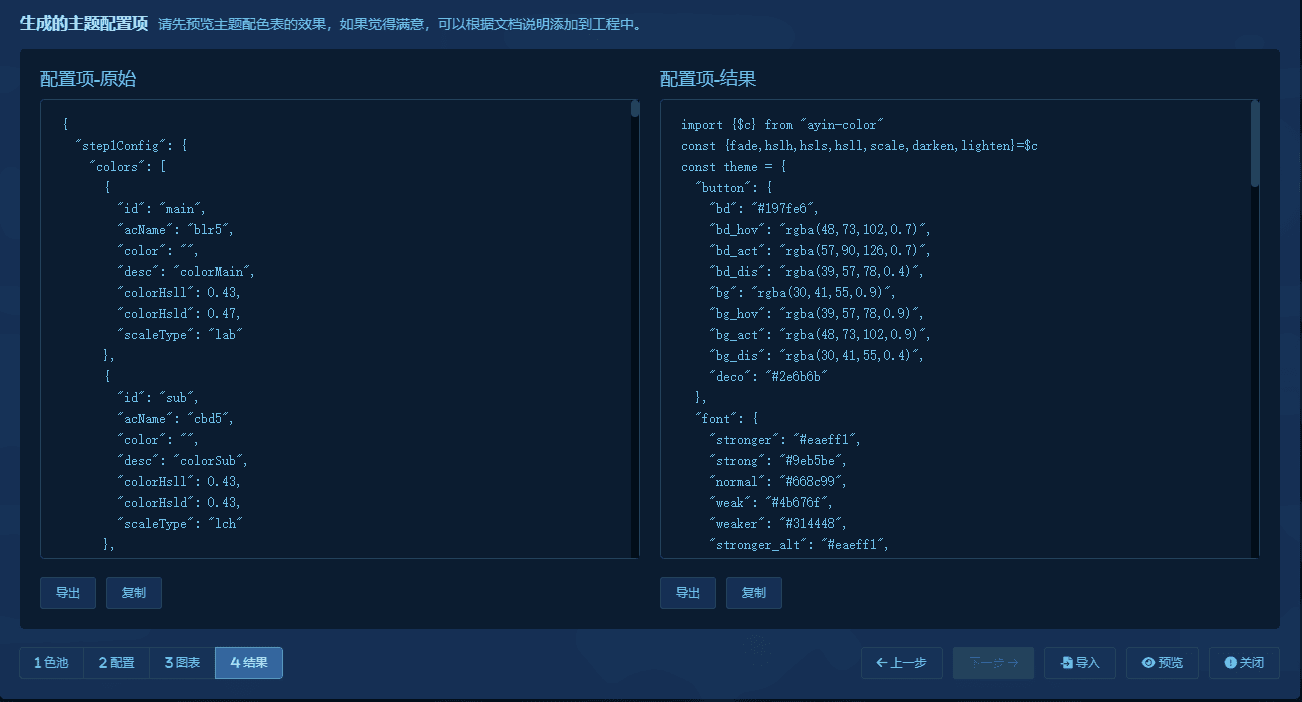 生成的主题配置项 请先预览主题配色表的效果，如果觉得满意，可以根据文档说明添加到工程中。
配置项-原始
{
"step1Config": {
"colors": [
{
"id": "main",
"acName": "blr5",
"color": "",
"desc": "colorMain",
"colorHsll": 0.43,
"colorHsld": 0.47,
"scaleType": "lab"
},
{
"id": "sub",
"acName": "cbd5",
"color": "",
"desc": "colorSub",
"colorHsll": 0.43,
"colorHsld": 0.43,
"scaleType": "lch"
},
导出 复制
配置项-结果
import {$c} from "ayin-color"
const {fade,hslh,hsls,hsll,scale,darken,lighten}=$c
const theme = {
"button": {
"bd": "#197fe6",
"bd_hov": "rgba(48,73,102,0.7)",
"bd_act": "rgba(57,90,126,0.7)",
"bd_dis": "rgba(39,57,78,0.4)",
"bg": "rgba(30,41,55,0.9)",
"bg_hov": "rgba(39,57,78,0.9)",
"bg_act": "rgba(48,73,102,0.9)",
"bg_dis": "rgba(30,41,55,0.4)",
"deco": "#2e6b6b"
},
"font": {
"stronger": "#eaeff1",
"strong": "#9eb5be",
"normal": "#668c99",
"weak": "#4b676f",
"weaker": "#314448",
"stronger_alt": "#eaeff1",
导出 复制
1 色池 2 配置 3 图表 4 结果 上一步 下一步 导入 预览 关闭